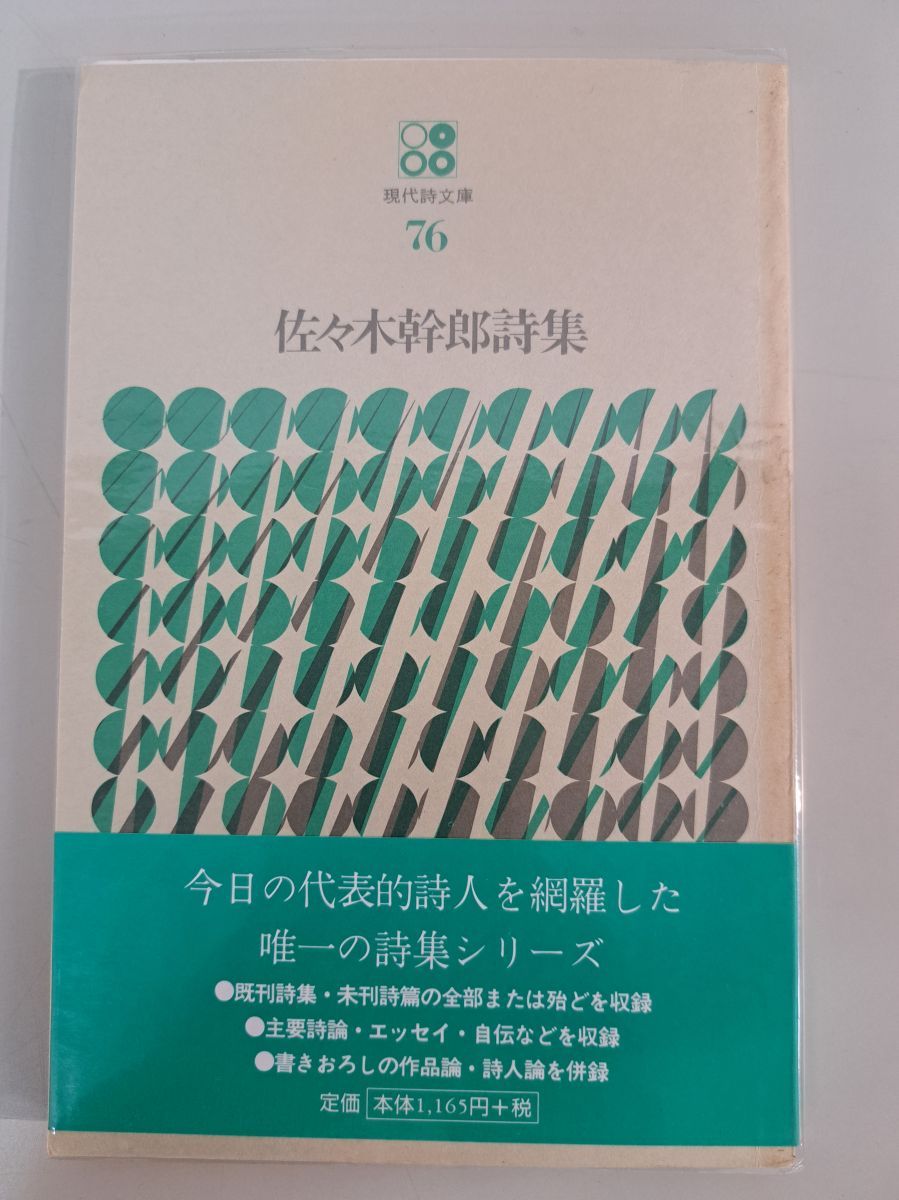 現代詩文庫
76
佐々木幹郎詩集
今日の代表的詩人を網羅した
唯一の詩集シリーズ
●既刊詩集・未刊詩篇の全部または殆どを収録
●主要詩論・エッセイ・自伝などを収録
●書きおろしの作品論・詩人論を併録
定価 本体1,165円+税